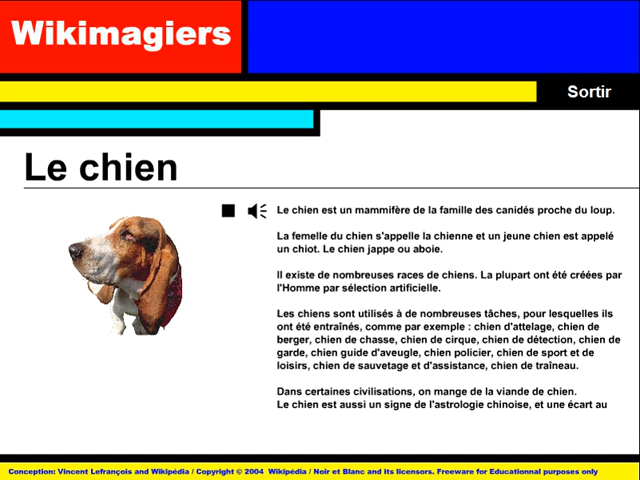 Wikimagiers
Sortir
Le chien
Le chien est un mammifère de la famille des canidés proche du loup.
La femelle du chien s'appelle la chienne et un jeune chien est appelé
un chiot. Le chien jappe ou aboie.
Il existe de nombreuses races de chiens. La plupart ont été créées par
l'Homme par sélection artificielle.
Les chiens sont utilisés à de nombreuses tâches, pour lesquelles ils
ont été entraînés, comme par exemple : chien d'attelage, chien de
berger, chien de chasse, chien de cirque, chien de détection, chien de
garde, chien guide d'aveugle, chien policier, chien de sport et de
loisirs, chien de sauvetage et d'assistance, chien de traîneau.
Dans certaines civilisations, on mange de la viande de chien.
Le chien est aussi un signe de l'astrologie chinoise, et une écart au
Conception: Vincent Lefrançois and Wikipédia / Copyright © 2004 Wikipédia / Noir et Blanc and its licensors. Freeware for Educationnal purposes only